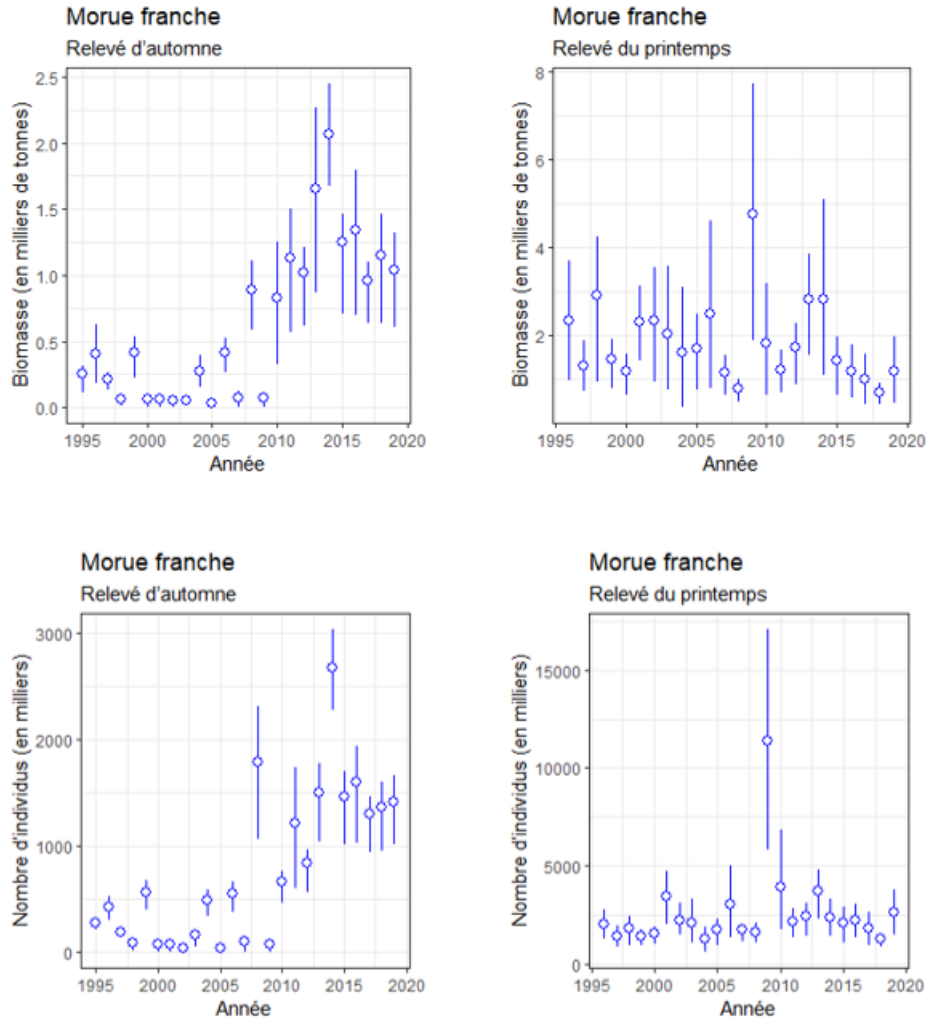 Morue franche
Relevé d'automne
Biomasse (en milliers de tonnes)
2.5
2.0
1.5
1.0
0.5
0.0
1995 2000 2005 2010 2015 2020
Année
Morue franche
Relevé du printemps
Biomasse (en milliers de tonnes)
8
6
4
2
1995 2000 2005 2010 2015 2020
Année
Morue franche
Relevé d'automne
Nombre d'individus (en milliers)
3000
2000
1000
0
1995 2000 2005 2010 2015 2020
Année
Morue franche
Relevé du printemps
Nombre d'individus (en milliers)
15000
10000
5000
0
1995 2000 2005 2010 2015 2020
Année